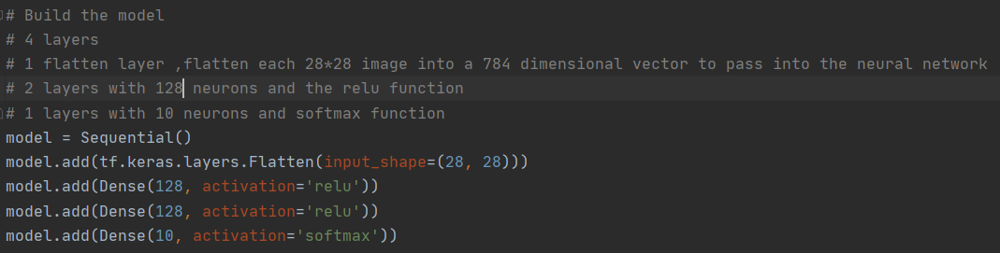 # Build the model
# 4 layers
# 1 flatten layer ,flatten each 28*28 image into a 784 dimensional vector to pass into the neural network
# 2 layers with 128 neurons and the relu function
# 1 layers with 10 neurons and softmax function
model = Sequential()
model.add(tf.keras.layers.Flatten(input_shape=(28, 28)))
model.add(Dense(128, activation='relu'))
model.add(Dense(128, activation='relu'))
model.add(Dense(10, activation='softmax'))